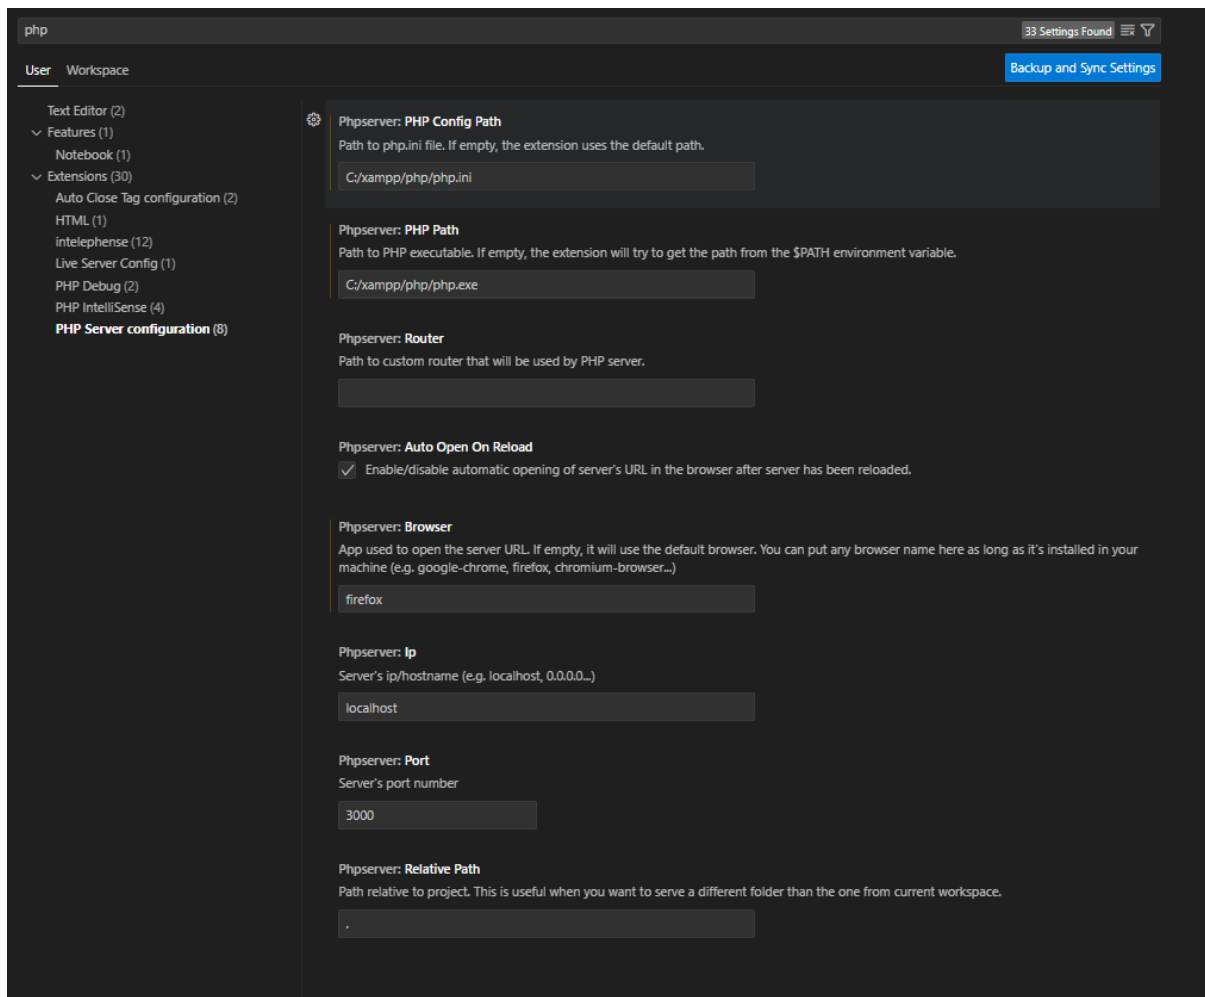 php
33 Settings Found
User Workspace
Backup and Sync Settings
Text Editor (2)
Features (1)
Notebook (1)
Extensions (30)
Auto Close Tag configuration (2)
HTML (1)
intelephense (12)
Live Server Config (1)
PHP Debug (2)
PHP IntelliSense (4)
PHP Server configuration (8)
Phpserver: PHP Config Path
Path to php.ini file. If empty, the extension uses the default path.
C:/xampp/php/php.ini
Phpserver: PHP Path
Path to PHP executable. If empty, the extension will try to get the path from the $PATH environment variable.
C:/xampp/php/php.exe
Phpserver: Router
Path to custom router that will be used by PHP server.
Phpserver: Auto Open On Reload
Enable/disable automatic opening of server's URL in the browser after server has been reloaded.
Phpserver: Browser
App used to open the server URL. If empty, it will use the default browser. You can put any browser name here as long as it's installed in your
machine (e.g. google-chrome, firefox, chromium-browser...)
firefox
Phpserver: Ip
Server's ip/hostname (e.g. localhost, 0.0.0.0...)
localhost
Phpserver: Port
Server's port number
3000
Phpserver: Relative Path
Path relative to project. This is useful when you want to serve a different folder than the one from current workspace.
.